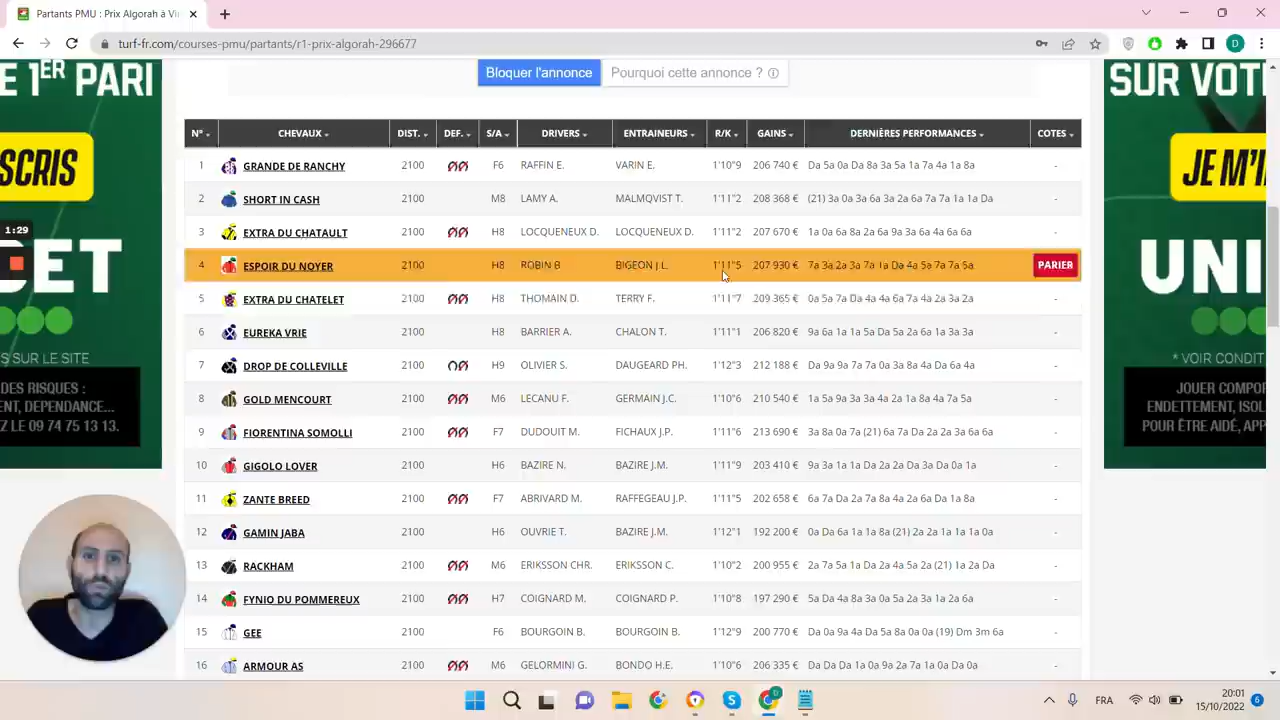 Partants PMU : Prix Algorah à Vin
turf-fr.com/courses-pmu/partants/r1-prix-algorah-296677
E 1ER PARI
SCRIS
1:29
ET
S SUR LE SITE
DES RISQUES :
ENT, DEPENDANCE...
Z LE 09 74 75 13 13.
Bloquer l'annonce
Pourquoi cette annonce ?
N° CHEVAUX DIST. DEF. S/A DRIVERS ENTRAINEURS R/K GAINS DERNIÈRES PERFORMANCES COTES
1 GRANDE DE RANCHY 2100 F6 RAFFIN E. VARIN E. 1'10"9 206 740 € Da 5a 0a Da 8a 3a 5a 1a 7a 4a 1a 8a -
2 SHORT IN CASH 2100 M8 LAMY A. MALMQVIST T. 1'11"2 208 368 € (21) 3a 0a 3a 6a 3a 2a 6a 7a 7a 1a 1a Da -
3 EXTRA DU CHATAULT 2100 H8 LOCQUENEUX D. LOCQUENEUX D. 1'11"2 207 670 € 1a 0a 6a 8a 2a 6a 9a 3a 6a 4a 6a 6a -
4 ESPOIR DU NOYER 2100 H8 ROBIN B. BIGEON J.L. 1'11"5 207 930 € 7a 3a 2a 3a 7a 1a Da 4a 5a 7a 7a 5a PARIER
5 EXTRA DU CHATELET 2100 H8 THOMAIN D. TERRY F. 1'11"7 209 365 € 0a 5a 7a Da 4a 4a 6a 7a 4a 2a 3a 2a -
6 EUREKA VRIE 2100 H8 BARRIER A. CHALON T. 1'11"1 206 820 € 9a 6a 1a 1a 5a Da 5a 2a 6a 1a 3a 3a -
7 DROP DE COLLEVILLE 2100 H9 OLIVIER S. DAUGEARD PH. 1'12"3 212 188 € Da 9a 9a 7a 7a 0a 3a 8a 4a Da 6a 4a -
8 GOLD MENCOURT 2100 M6 LECANU F. GERMAIN J.C. 1'10"6 210 540 € 1a 5a 9a 3a 3a 4a 2a 1a 8a 4a 7a 5a -
9 FIORENTINA SOMOLLI 2100 F7 DUDOUIT M. FICHAUX J.P. 1'11"6 213 690 € 3a 8a 0a 7a (21) 6a 7a Da 2a 2a 3a 6a 6a -
10 GIGOLO LOVER 2100 H6 BAZIRE N. BAZIRE J.M. 1'11"9 203 410 € 9a 3a 1a 1a Da 2a 2a Da 3a Da 0a 1a -
11 ZANTE BREED 2100 F7 ABRIVARD M. RAFFEGEAU J.P. 1'11"5 202 658 € 6a 7a Da 2a 7a 8a 4a 2a 6a Da 1a 8a -
12 GAMIN JABA 2100 H6 OUVRIE T. BAZIRE J.M. 1'12"1 192 200 € 0a Da 6a 1a 1a 8a (21) 2a 2a 1a 1a 1a 0a -
13 RACKHAM 2100 M6 ERIKSSON CHR. ERIKSSON C. 1'10"2 200 955 € 2a 7a 5a 1a Da 2a 4a 5a 2a (21) 1a 2a Da -
14 FYNIO DU POMMEREUX 2100 H7 COIGNARD M. COIGNARD P. 1'10"8 197 290 € 5a Da 4a 8a 3a 0a 5a 2a 3a 1a 2a 6a -
15 GEE 2100 F6 BOURGOIN B. BOURGOIN B. 1'12"9 200 770 € Da 0a 9a 4a Da 5a 8a 0a 0a (19) Dm 3m 6a -
16 ARMOUR AS 2100 M6 GELORMINI G. BONDO H.E. 1'10"6 206 335 € Da Da Da 1a 0a 9a 2a 7a 1a 0a Da 0a -
SUR VOT
JE M'I
UNI
* VOIR CONDIT
JOUER COMPOR
ENDETTEMENT, ISOL
POUR ÊTRE AIDÉ, APP
D
FRA
20:01
15/10/2022
6